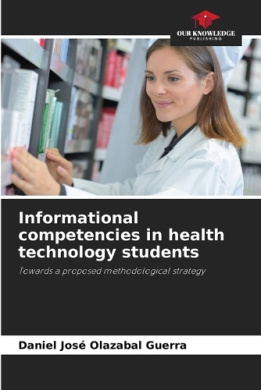 OUR KNOWLEDGE
PUBLISHING
Informational
competencies in health
technology students
Towards a proposed methodological strategy
Daniel José Olazabal Guerra